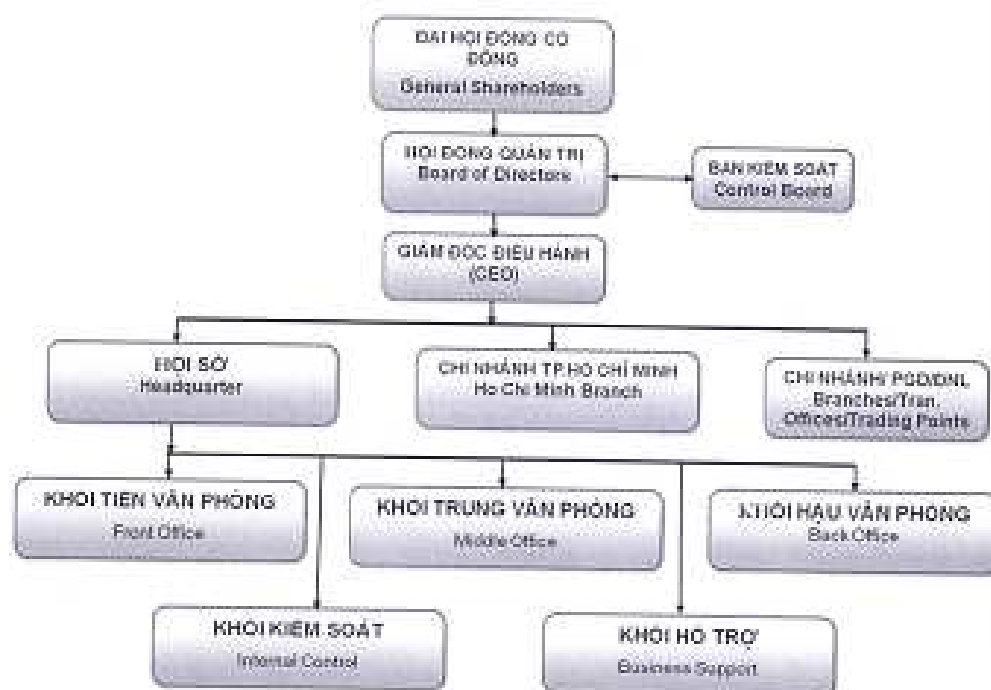 ĐẠI HỘI ĐỒNG CỔ
ĐÔNG
General Shareholders
HỘI ĐỒNG QUẢN TRỊ
Board of Directors
BAN KIỂM SOÁT
Control Board
GIÁM ĐỐC ĐIỀU HÀNH
(CEO)
HỘI SỞ
Headquarter
CHI NHÁNH TP.HỒ CHÍ MINH
Ho Chi Minh Branch
CHI NHÁNH/ PGD/ĐNL
Branches/Tran.
Offices/Trading Points
KHỐI TIỀN VĂN PHÒNG
Front Office
KHỐI TRUNG VĂN PHÒNG
Middle Office
KHỐI HẬU VĂN PHÒNG
Back Office
KHỐI KIỂM SOÁT
Internal Control
KHỐI HỖ TRỢ
Business Support